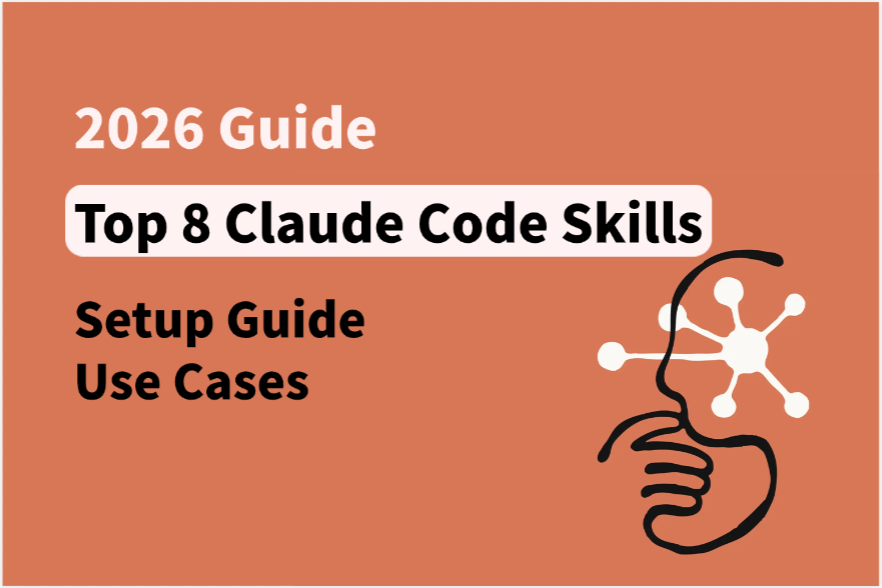 2026 Guide
Top 8 Claude Code Skills
Setup Guide
Use Cases